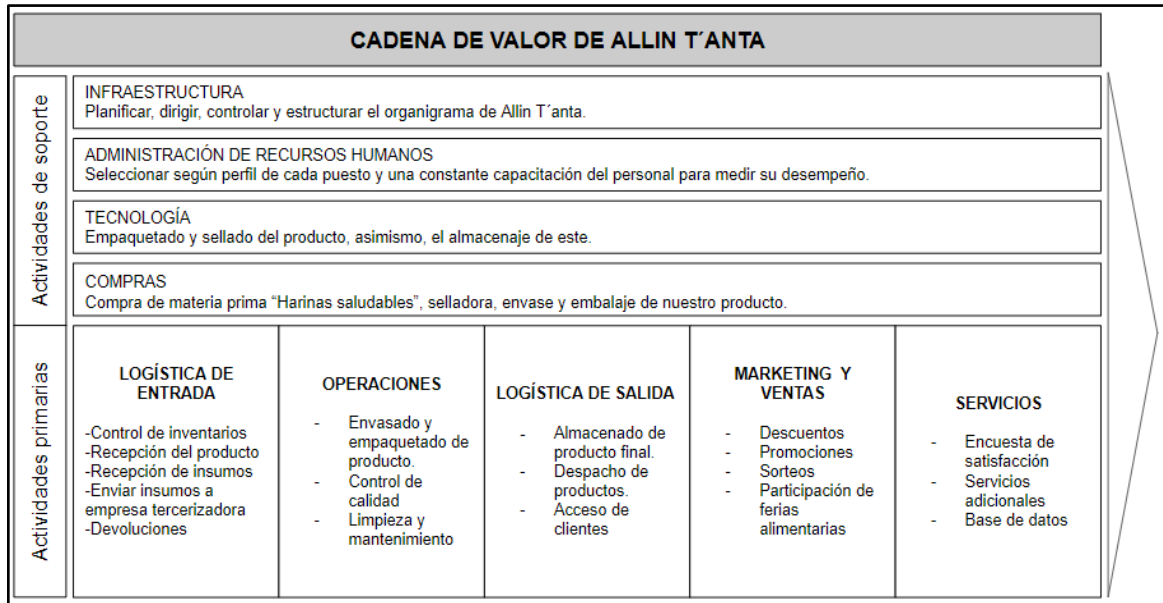 CADENA DE VALOR DE ALLIN T´ANTA
Actividades de soporte
INFRAESTRUCTURA
Planificar, dirigir, controlar y estructurar el organigrama de Allin T´anta.
ADMINISTRACIÓN DE RECURSOS HUMANOS
Seleccionar según perfil de cada puesto y una constante capacitación del personal para medir su desempeño.
TECNOLOGÍA
Empaquetado y sellado del producto, asimismo, el almacenaje de este.
COMPRAS
Compra de materia prima “Harinas saludables”, selladora, envase y embalaje de nuestro producto.
Actividades primarias
LOGÍSTICA DE
ENTRADA
-Control de inventarios
-Recepción del producto
-Recepción de insumos
-Enviar insumos a
empresa tercerizadora
-Devoluciones
OPERACIONES
- Envasado y
empaquetado de
producto.
- Control de
calidad
- Limpieza y
mantenimiento
LOGÍSTICA DE SALIDA
- Almacenado de
producto final.
- Despacho de
productos.
- Acceso de
clientes
MARKETING Y
VENTAS
- Descuentos
- Promociones
- Sorteos
- Participación de
ferias
alimentarias
SERVICIOS
- Encuesta de
satisfacción
- Servicios
adicionales
- Base de datos